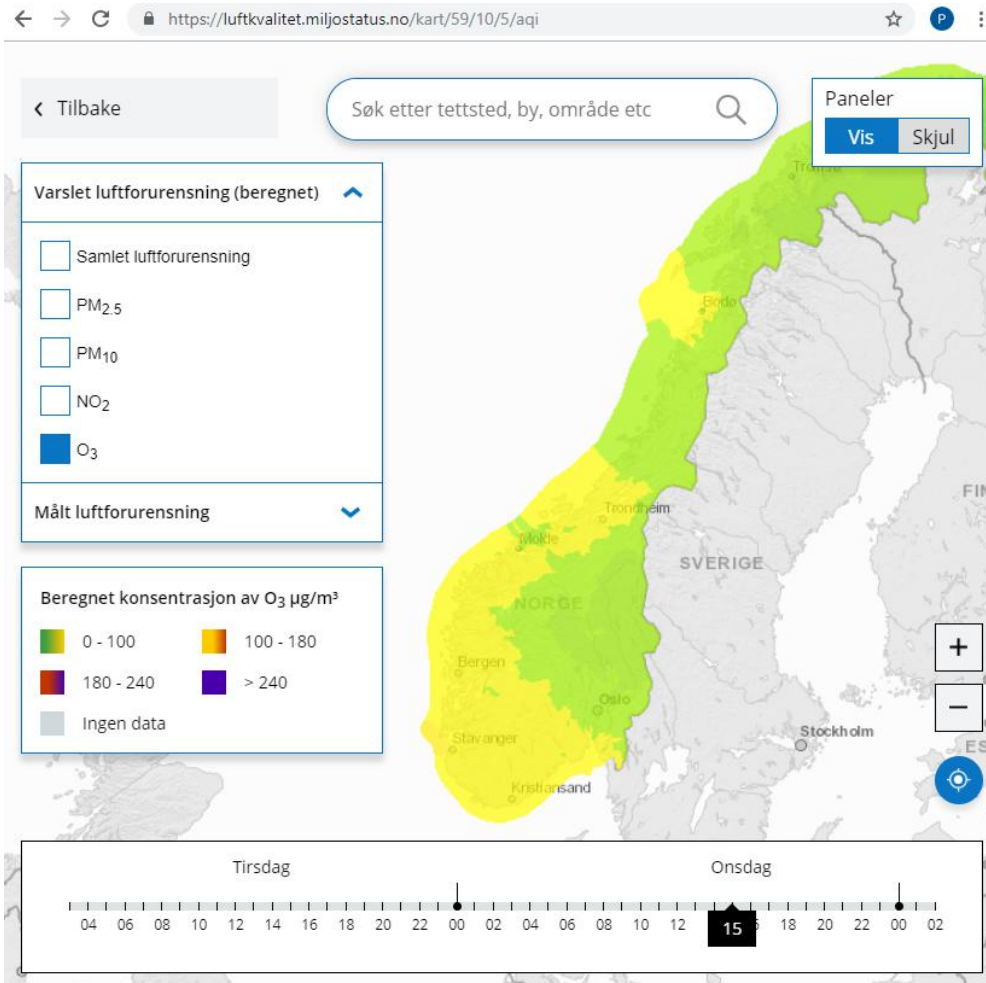 https://luftkvalitet.miljostatus.no/kart/59/10/5/aqi
P
Tilbake
Søk etter tettsted, by, område etc
Paneler
Vis Skjul
Varslet luftforurensning (beregnet)
Samlet luftforurensning
PM2.5
PM10
NO2
O3
Målt luftforurensning
Beregnet konsentrasjon av O3 µg/m³
0 - 100
100 - 180
180 - 240
> 240
Ingen data
Tromsø
Bodø
Trondheim
Molde
SVERIGE
NORGE
Bergen
Oslo
Stavanger
Stockholm
Kristiansand
+
−
Tirsdag Onsdag
04 06 08 10 12 14 16 18 20 22 00 02 04 06 08 10 12 15 18 20 22 00 02